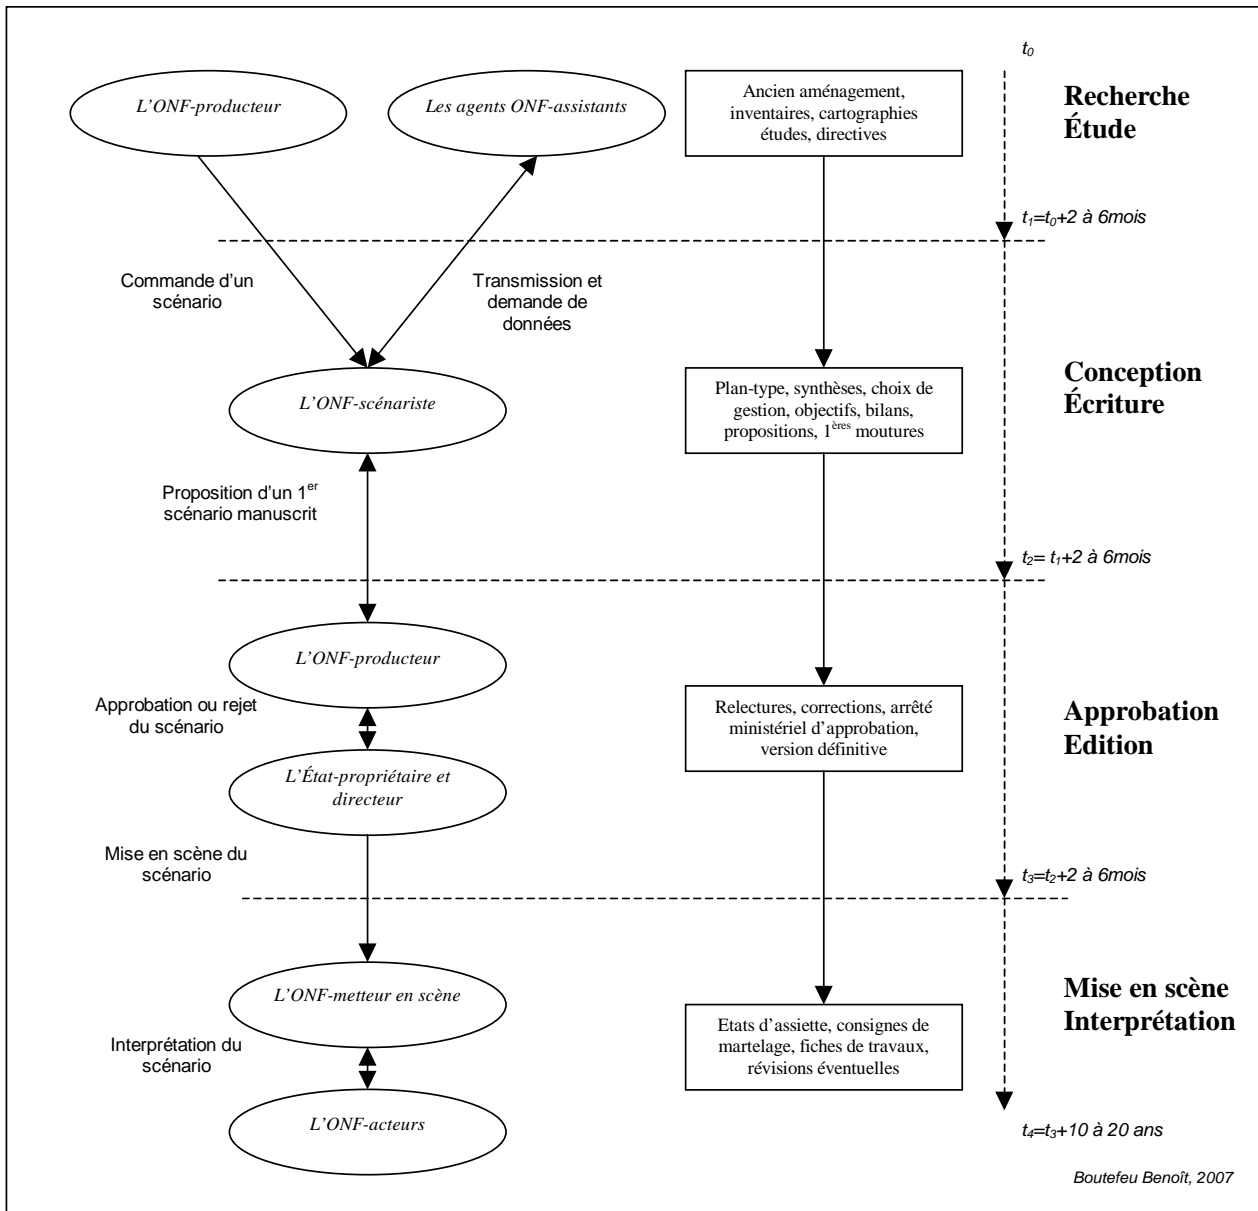 t0
L'ONF-producteur
Les agents ONF-assistants
Ancien aménagement,
inventaires, cartographies
études, directives
Recherche
Étude
t1=t0+2 à 6mois
Commande d'un
scénario
Transmission et
demande de
données
L'ONF-scénariste
Plan-type, synthèses, choix de
gestion, objectifs, bilans,
propositions, 1ères moutures
Conception
Écriture
Proposition d'un 1er
scénario manuscrit
t2= t1+2 à 6mois
L'ONF-producteur
Approbation ou rejet
du scénario
L'État-propriétaire et
directeur
Relectures, corrections, arrêté
ministériel d'approbation,
version définitive
Approbation
Edition
Mise en scène du
scénario
t3=t2+2 à 6mois
L'ONF-metteur en scène
Interprétation du
scénario
L'ONF-acteurs
Etats d'assiette, consignes de
martelage, fiches de travaux,
révisions éventuelles
Mise en scène
Interprétation
t4=t3+10 à 20 ans
Boutefeu Benoît, 2007